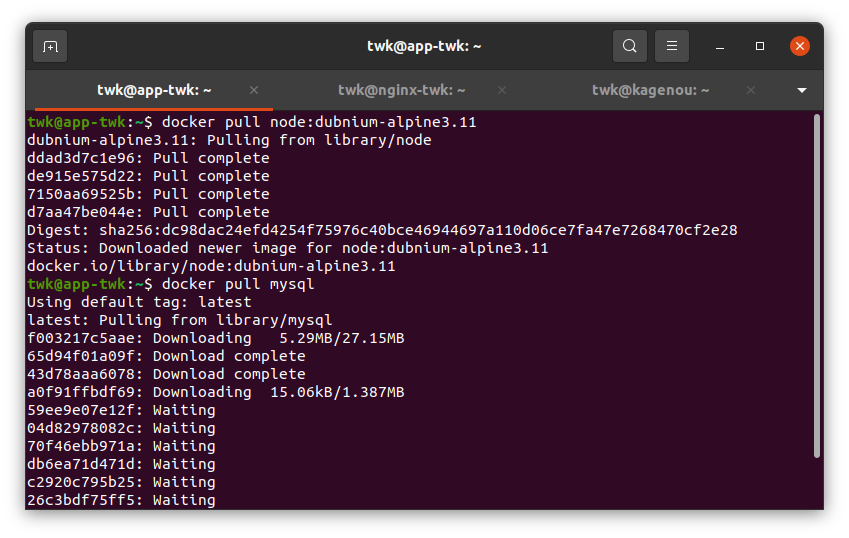 twk@app-twk: ~
twk@app-twk: ~
twk@nginx-twk: ~
twk@kagenou: ~
twk@app-twk:~$ docker pull node:dubnium-alpine3.11
dubnium-alpine3.11: Pulling from library/node
ddad3d7c1e96: Pull complete
de915e575d22: Pull complete
7150aa69525b: Pull complete
d7aa47be044e: Pull complete
Digest: sha256:dc98dac24efd4254f75976c40bce46944697a110d06ce7fa47e7268470cf2e28
Status: Downloaded newer image for node:dubnium-alpine3.11
docker.io/library/node:dubnium-alpine3.11
twk@app-twk:~$ docker pull mysql
Using default tag: latest
latest: Pulling from library/mysql
f003217c5aae: Downloading   5.29MB/27.15MB
65d94f01a09f: Download complete
43d78aaa6078: Download complete
a0f91ffbdf69: Downloading  15.06kB/1.387MB
59ee9e07e12f: Waiting
04d82978082c: Waiting
70f46ebb971a: Waiting
db6ea71d471d: Waiting
c2920c795b25: Waiting
26c3bdf75ff5: Waiting